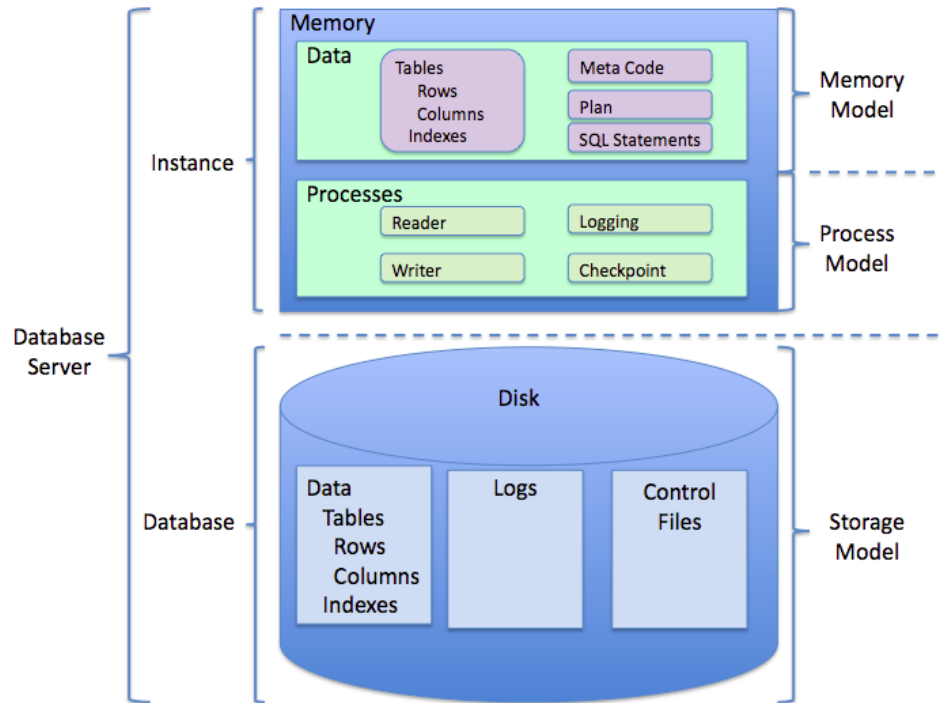 Memory
Data
Tables
Rows
Columns
Indexes
Meta Code
Plan
SQL Statements
Memory
Model
Instance
Processes
Reader
Logging
Writer
Checkpoint
Process
Model
Database
Server
Disk
Data
Tables
Rows
Columns
Indexes
Logs
Control
Files
Database
Storage
Model